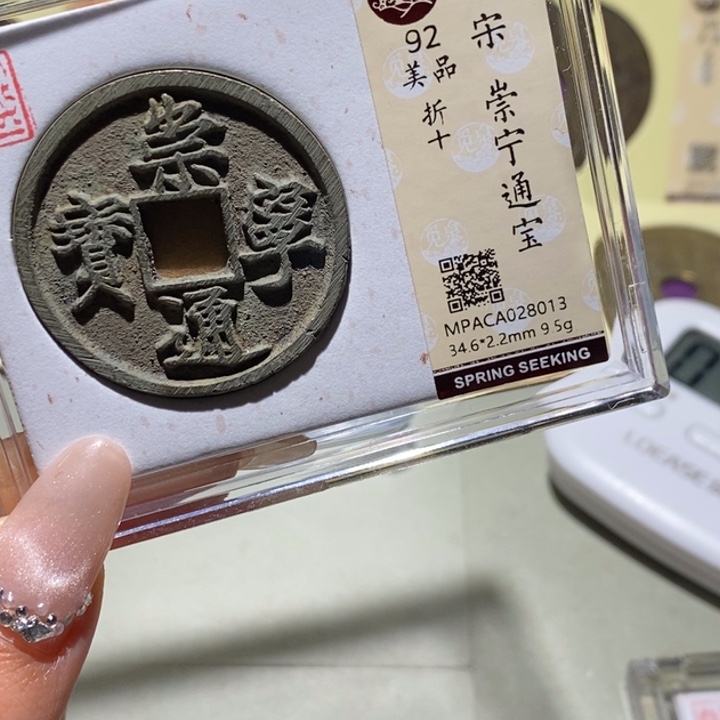 崇
寧
通
寶
92
美品
折十
宋 崇宁通宝
MPACA028013
34.6*2.2mm 9.5g
SPRING SEEKING